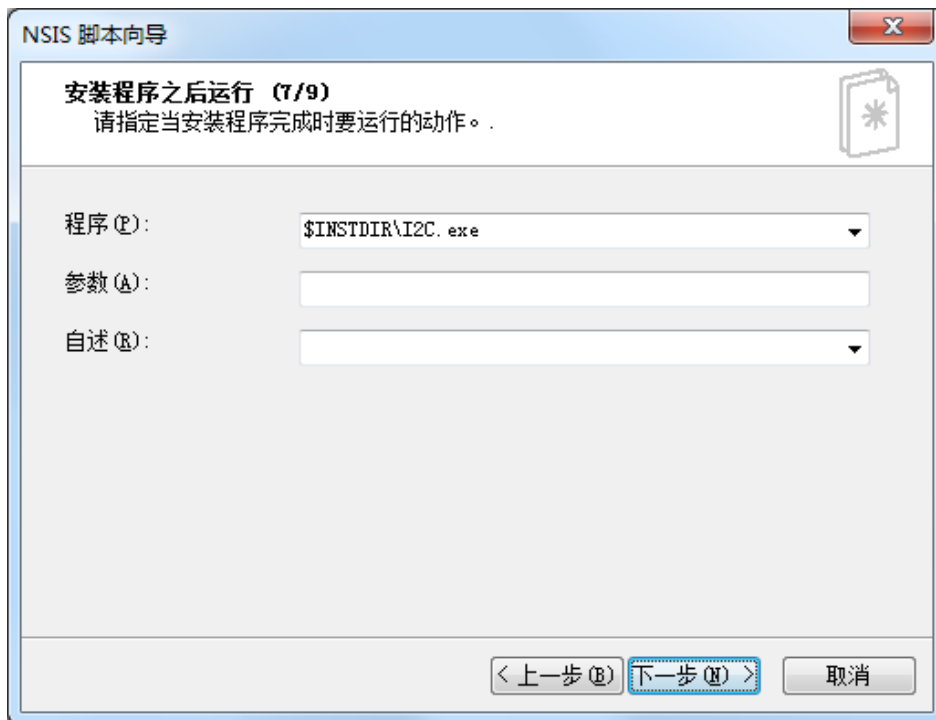 NSIS 脚本向导
安装程序之后运行 (7/9)
请指定当安装程序完成时要运行的动作。.
程序(P):
$INSTDIR\I2C.exe
参数(A):
自述(R):
< 上一步(B)
下一步(N) >
取消